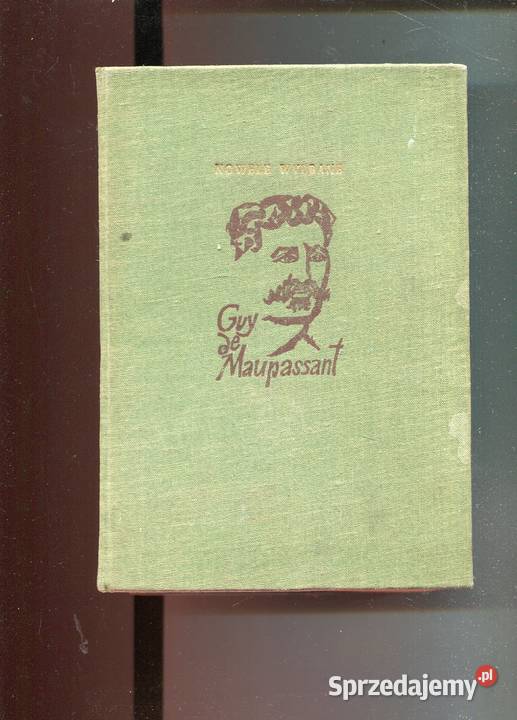 NOWELE WYBRANE
Guy
de
Maupassant
Sprzedajemy.pl